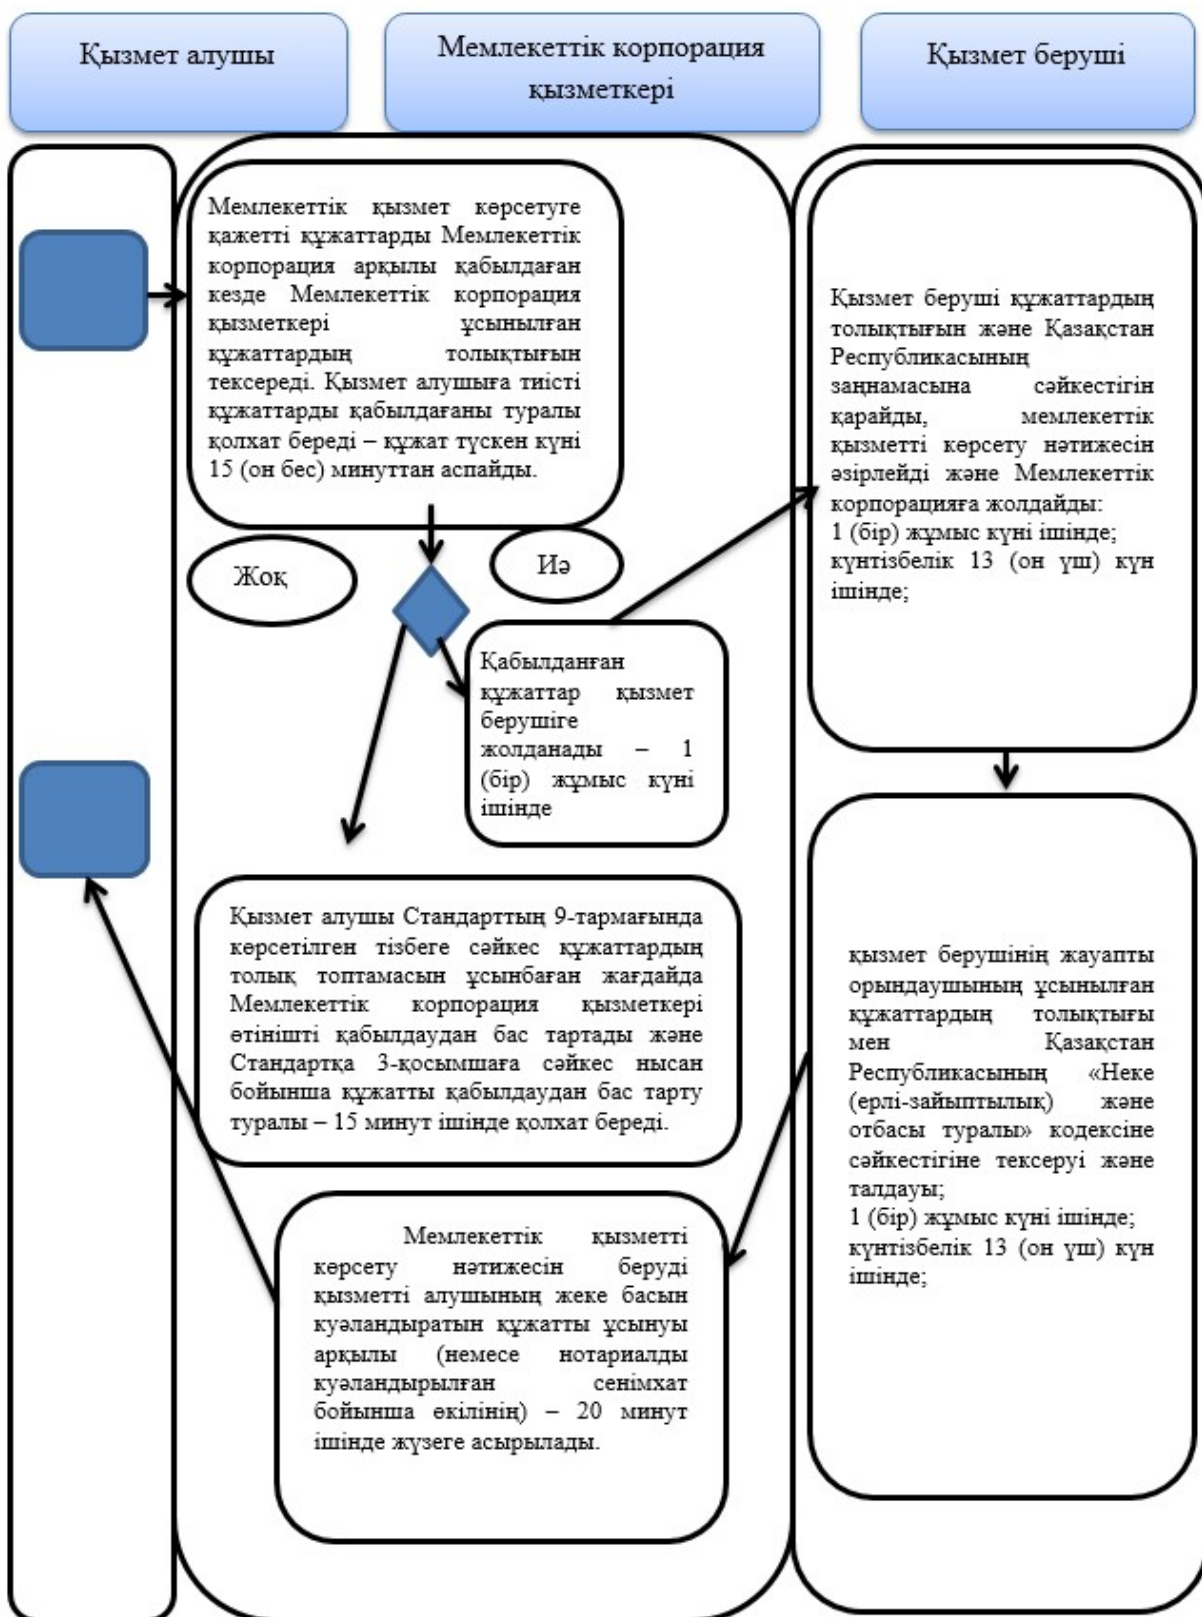 Қызмет алушы
Мемлекеттік корпорация
қызметкері
Қызмет беруші
Мемлекеттік қызмет көрсетуге
қажетті құжаттарды Мемлекеттік
корпорация арқылы қабылдаған
кезде Мемлекеттік корпорация
қызметкері ұсынылған
құжаттардың толықтығын
тексереді. Қызмет алушыға тиісті
құжаттарды қабылдағаны туралы
қолхат береді – құжат түскен күні
15 (он бес) минуттан аспайды.
Жоқ
Иә
Қабылданған
құжаттар қызмет
берушіге
жолданады – 1
(бір) жұмыс күні
ішінде
Қызмет беруші құжаттардың
толықтығын және Қазақстан
Республикасының
заңнамасына сәйкестігін
қарайды, мемлекеттік
қызметті көрсету нәтижесін
әзірлейді және Мемлекеттік
корпорацияға жолдайды:
1 (бір) жұмыс күні ішінде;
күнтізбелік 13 (он үш) күн
ішінде;
Қызмет алушы Стандарттың 9-тармағында
көрсетілген тізбеге сәйкес құжаттардың
толық топтамасын ұсынбаған жағдайда
Мемлекеттік корпорация қызметкері
өтінішті қабылдаудан бас тартады және
Стандартқа 3-қосымшаға сәйкес нысан
бойынша құжатты қабылдаудан бас тарту
туралы – 15 минут ішінде қолхат береді.
қызмет берушінің жауапты
орындаушының ұсынылған
құжаттардың толықтығы
мен Қазақстан
Республикасының «Неке
(ерлі-зайыптылық) және
отбасы туралы» кодексіне
сәйкестігіне тексеруі және
талдауы;
1 (бір) жұмыс күні ішінде;
күнтізбелік 13 (он үш) күн
ішінде;
Мемлекеттік қызметті
көрсету нәтижесін беруді
қызметті алушының жеке басын
куәландыратын құжатты ұсынуы
арқылы (немесе нотариалды
куәландырылған сенімхат
бойынша өкілінің) – 20 минут
ішінде жүзеге асырылады.